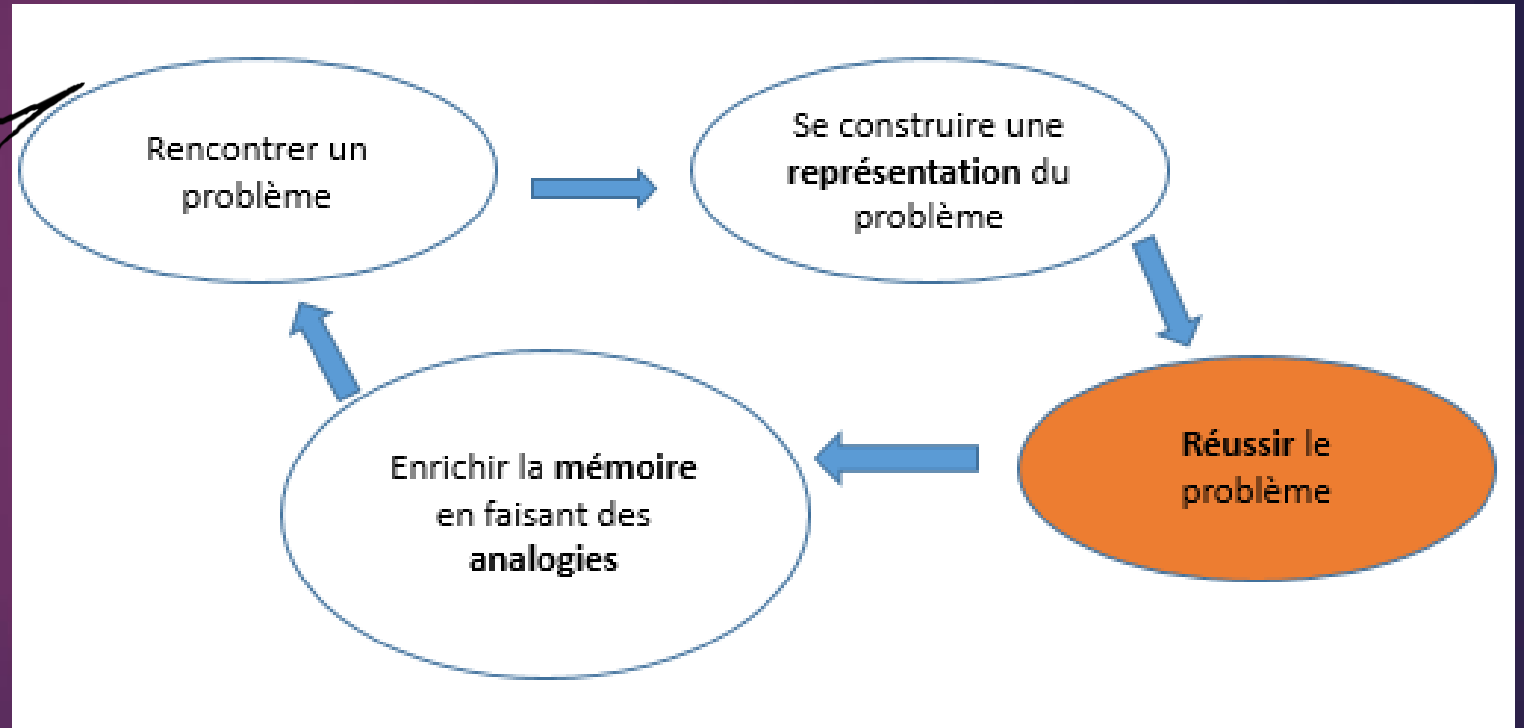 Rencontrer un
problème
Se construire une
représentation du
problème
Réussir le
problème
Enrichir la mémoire
en faisant des
analogies